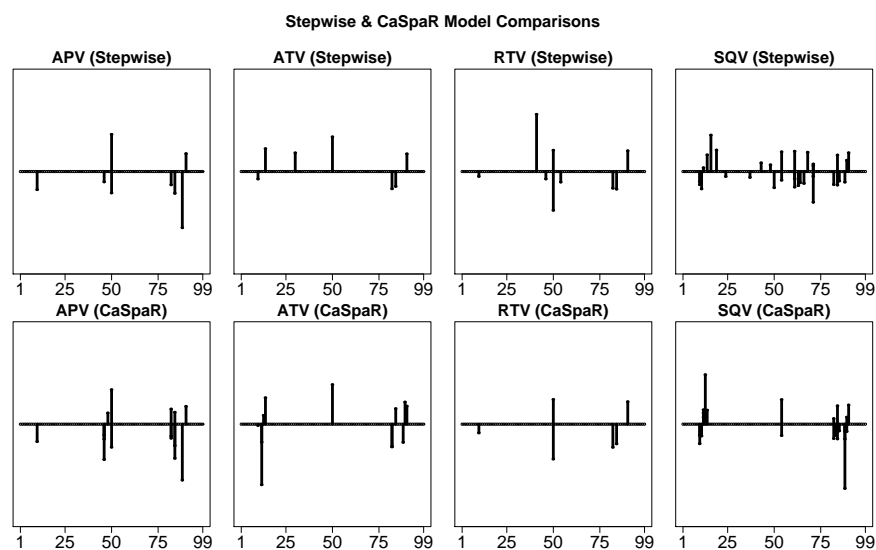 Stepwise & CaSpaR Model Comparisons
APV (Stepwise) ATV (Stepwise) RTV (Stepwise) SQV (Stepwise)
1 25 50 75 99 1 25 50 75 99 1 25 50 75 99 1 25 50 75 99
APV (CaSpaR) ATV (CaSpaR) RTV (CaSpaR) SQV (CaSpaR)
1 25 50 75 99 1 25 50 75 99 1 25 50 75 99 1 25 50 75 99